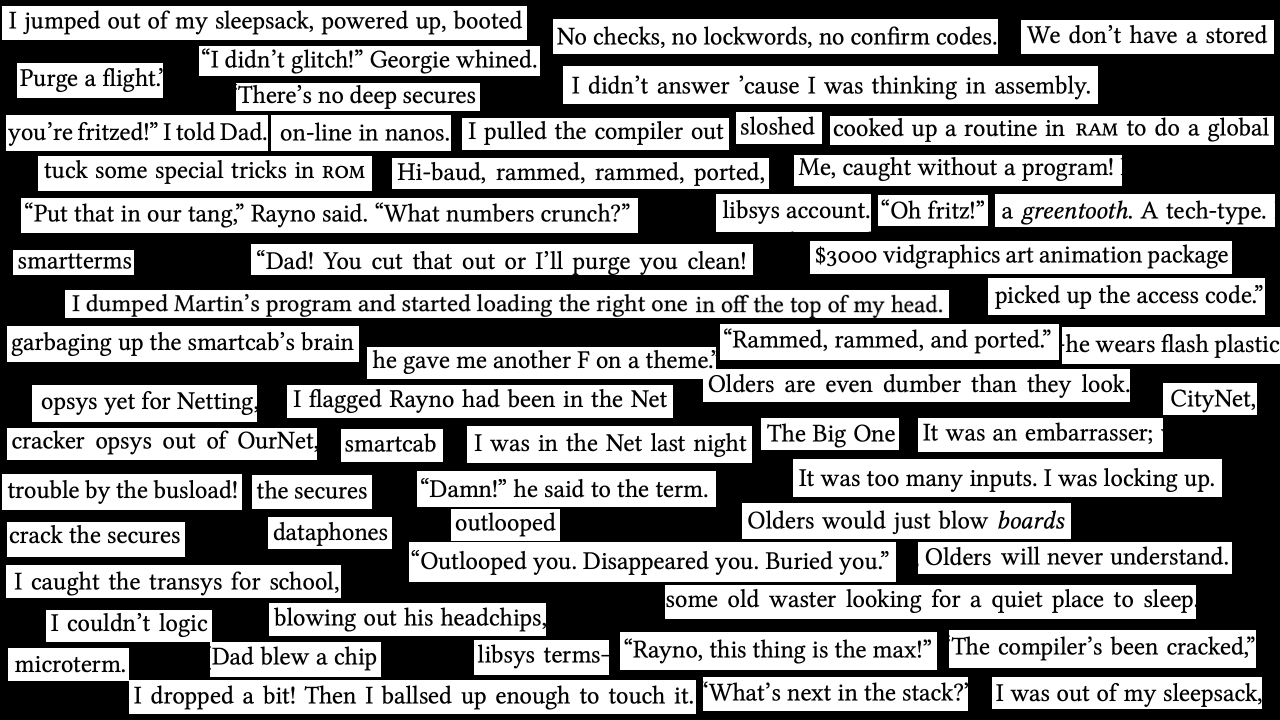 I jumped out of my sleepsack, powered up, booted
No checks, no lockwords, no confirm codes.
We don’t have a stored
“I didn’t glitch!” Georgie whined.
Purge a flight.’
I didn’t answer ’cause I was thinking in assembly.
‘There’s no deep secures
you’re fritzed!” I told Dad.
on-line in nanos.
I pulled the compiler out
sloshed
cooked up a routine in RAM to do a global
tuck some special tricks in ROM
Hi-baud, rammed, rammed, ported,
Me, caught without a program!
“Put that in our tang,” Rayno said. “What numbers crunch?”
libsys account.
“Oh fritz!”
a greentooth. A tech-type.
smartterms
“Dad! You cut that out or I’ll purge you clean!
$3000 vidgraphics art animation package
I dumped Martin’s program and started loading the right one in off the top of my head.
picked up the access code.”
garbaging up the smartcab’s brain
he gave me another F on a theme.’
“Rammed, rammed, and ported.”
he wears flash plastic
opsys yet for Netting,
I flagged Rayno had been in the Net
Olders are even dumber than they look.
CityNet,
cracker opsys out of OurNet,
smartcab
I was in the Net last night
The Big One
It was an embarrasser;
trouble by the busload!
the secures
“Damn!” he said to the term.
It was too many inputs. I was locking up.
crack the secures
dataphones
outlooped
Olders would just blow boards
“Outlooped you. Disappeared you. Buried you.”
Olders will never understand.
I caught the transys for school,
some old waster looking for a quiet place to sleep.
I couldn’t logic
blowing out his headchips,
microterm.
Dad blew a chip
libsys terms–
“Rayno, this thing is the max!”
‘The compiler’s been cracked,”
I dropped a bit! Then I ballsed up enough to touch it.
‘What’s next in the stack?’
I was out of my sleepsack,